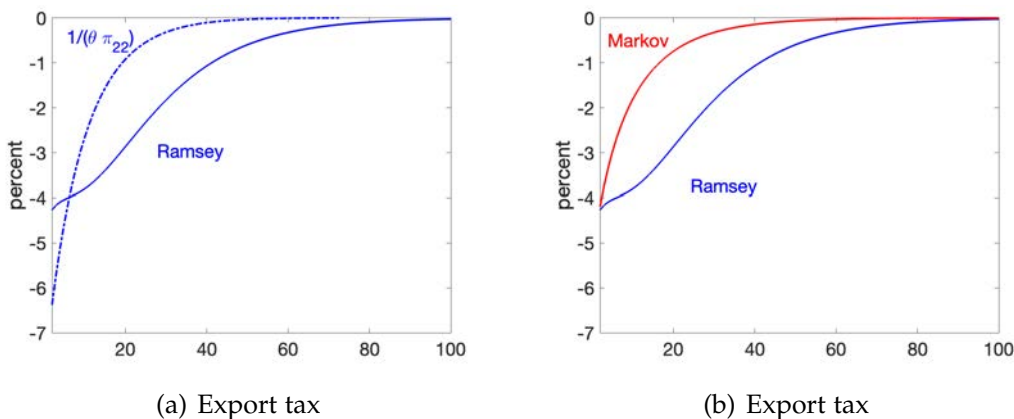 0
-1
-2
-3
-4
-5
-6
-7
percent
1/(θ π22)
Ramsey
20 40 60 80 100
(a) Export tax
0
-1
-2
-3
-4
-5
-6
-7
percent
Markov
Ramsey
20 40 60 80 100
(b) Export tax